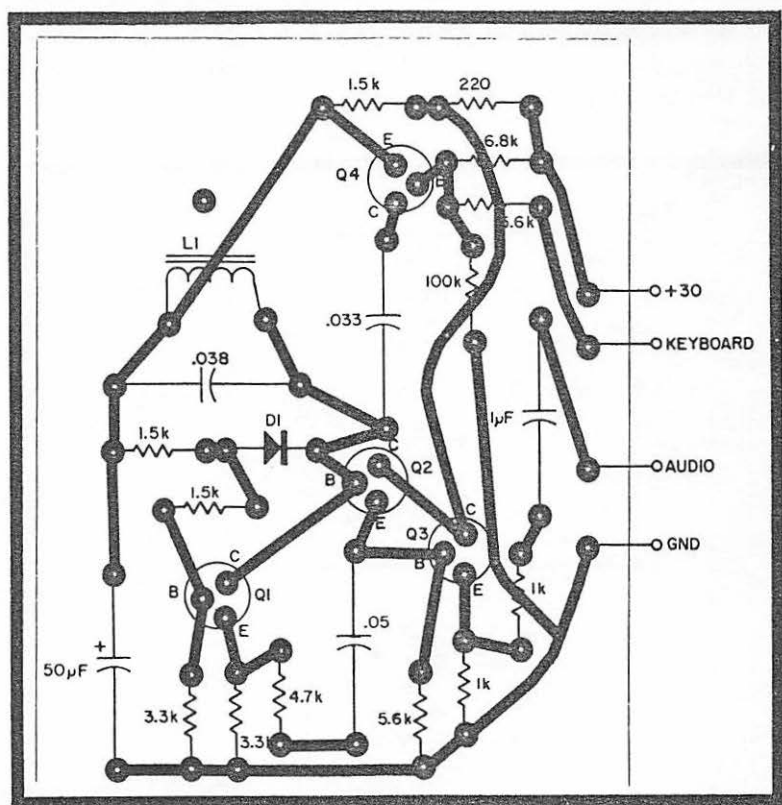 1.5k
220
E
Q4
6.8k
B
C
5.6k
L1
100k
+30
.033
KEYBOARD
.038
1µF
D1
C
1.5k
Q2
AUDIO
B
1.5k
E
C
Q3
GND
C
B
B
Q1
E
1k
E
.05
+
50µF
4.7k
1k
3.3k
5.6k
3.3k